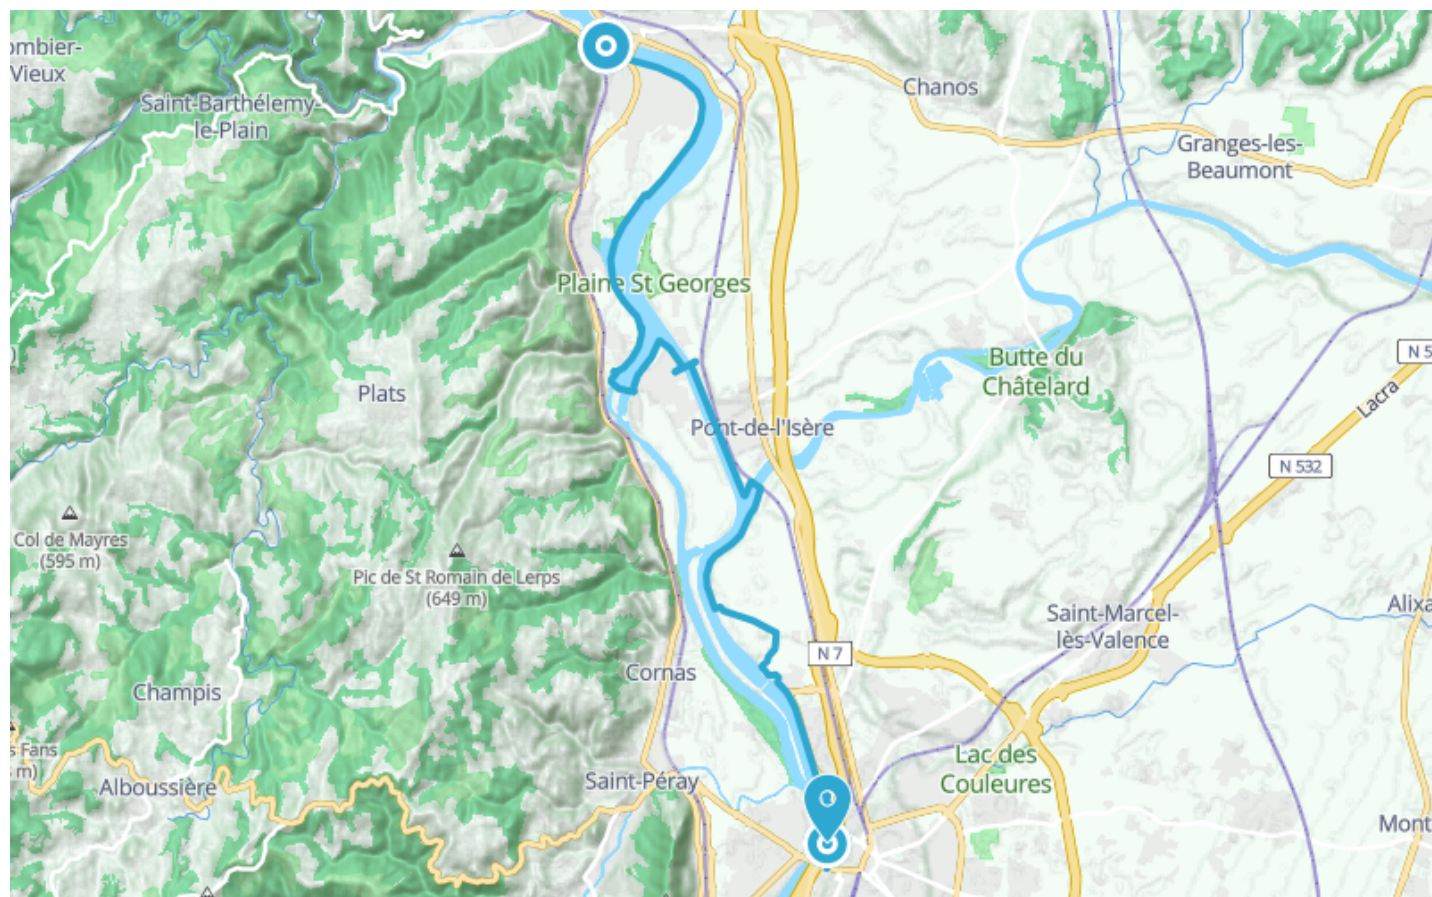 ombier-
Vieux
Saint-Barthélemy-
le-Plain
Chanos
Granges-les-
Beaumont
Plaine St Georges
Butte du
Châtelard
N 5
Lacra
Plats
Pont-de-l'Isère
N 532
Col de Mayres
(595 m)
Pic de St Romain de Lerps
(649 m)
Saint-Marcel-
lès-Valence
Alixa
N 7
Cornas
Champis
s Fans
m)
Alboussière
Saint-Péray
Lac des
Couleures
Mont